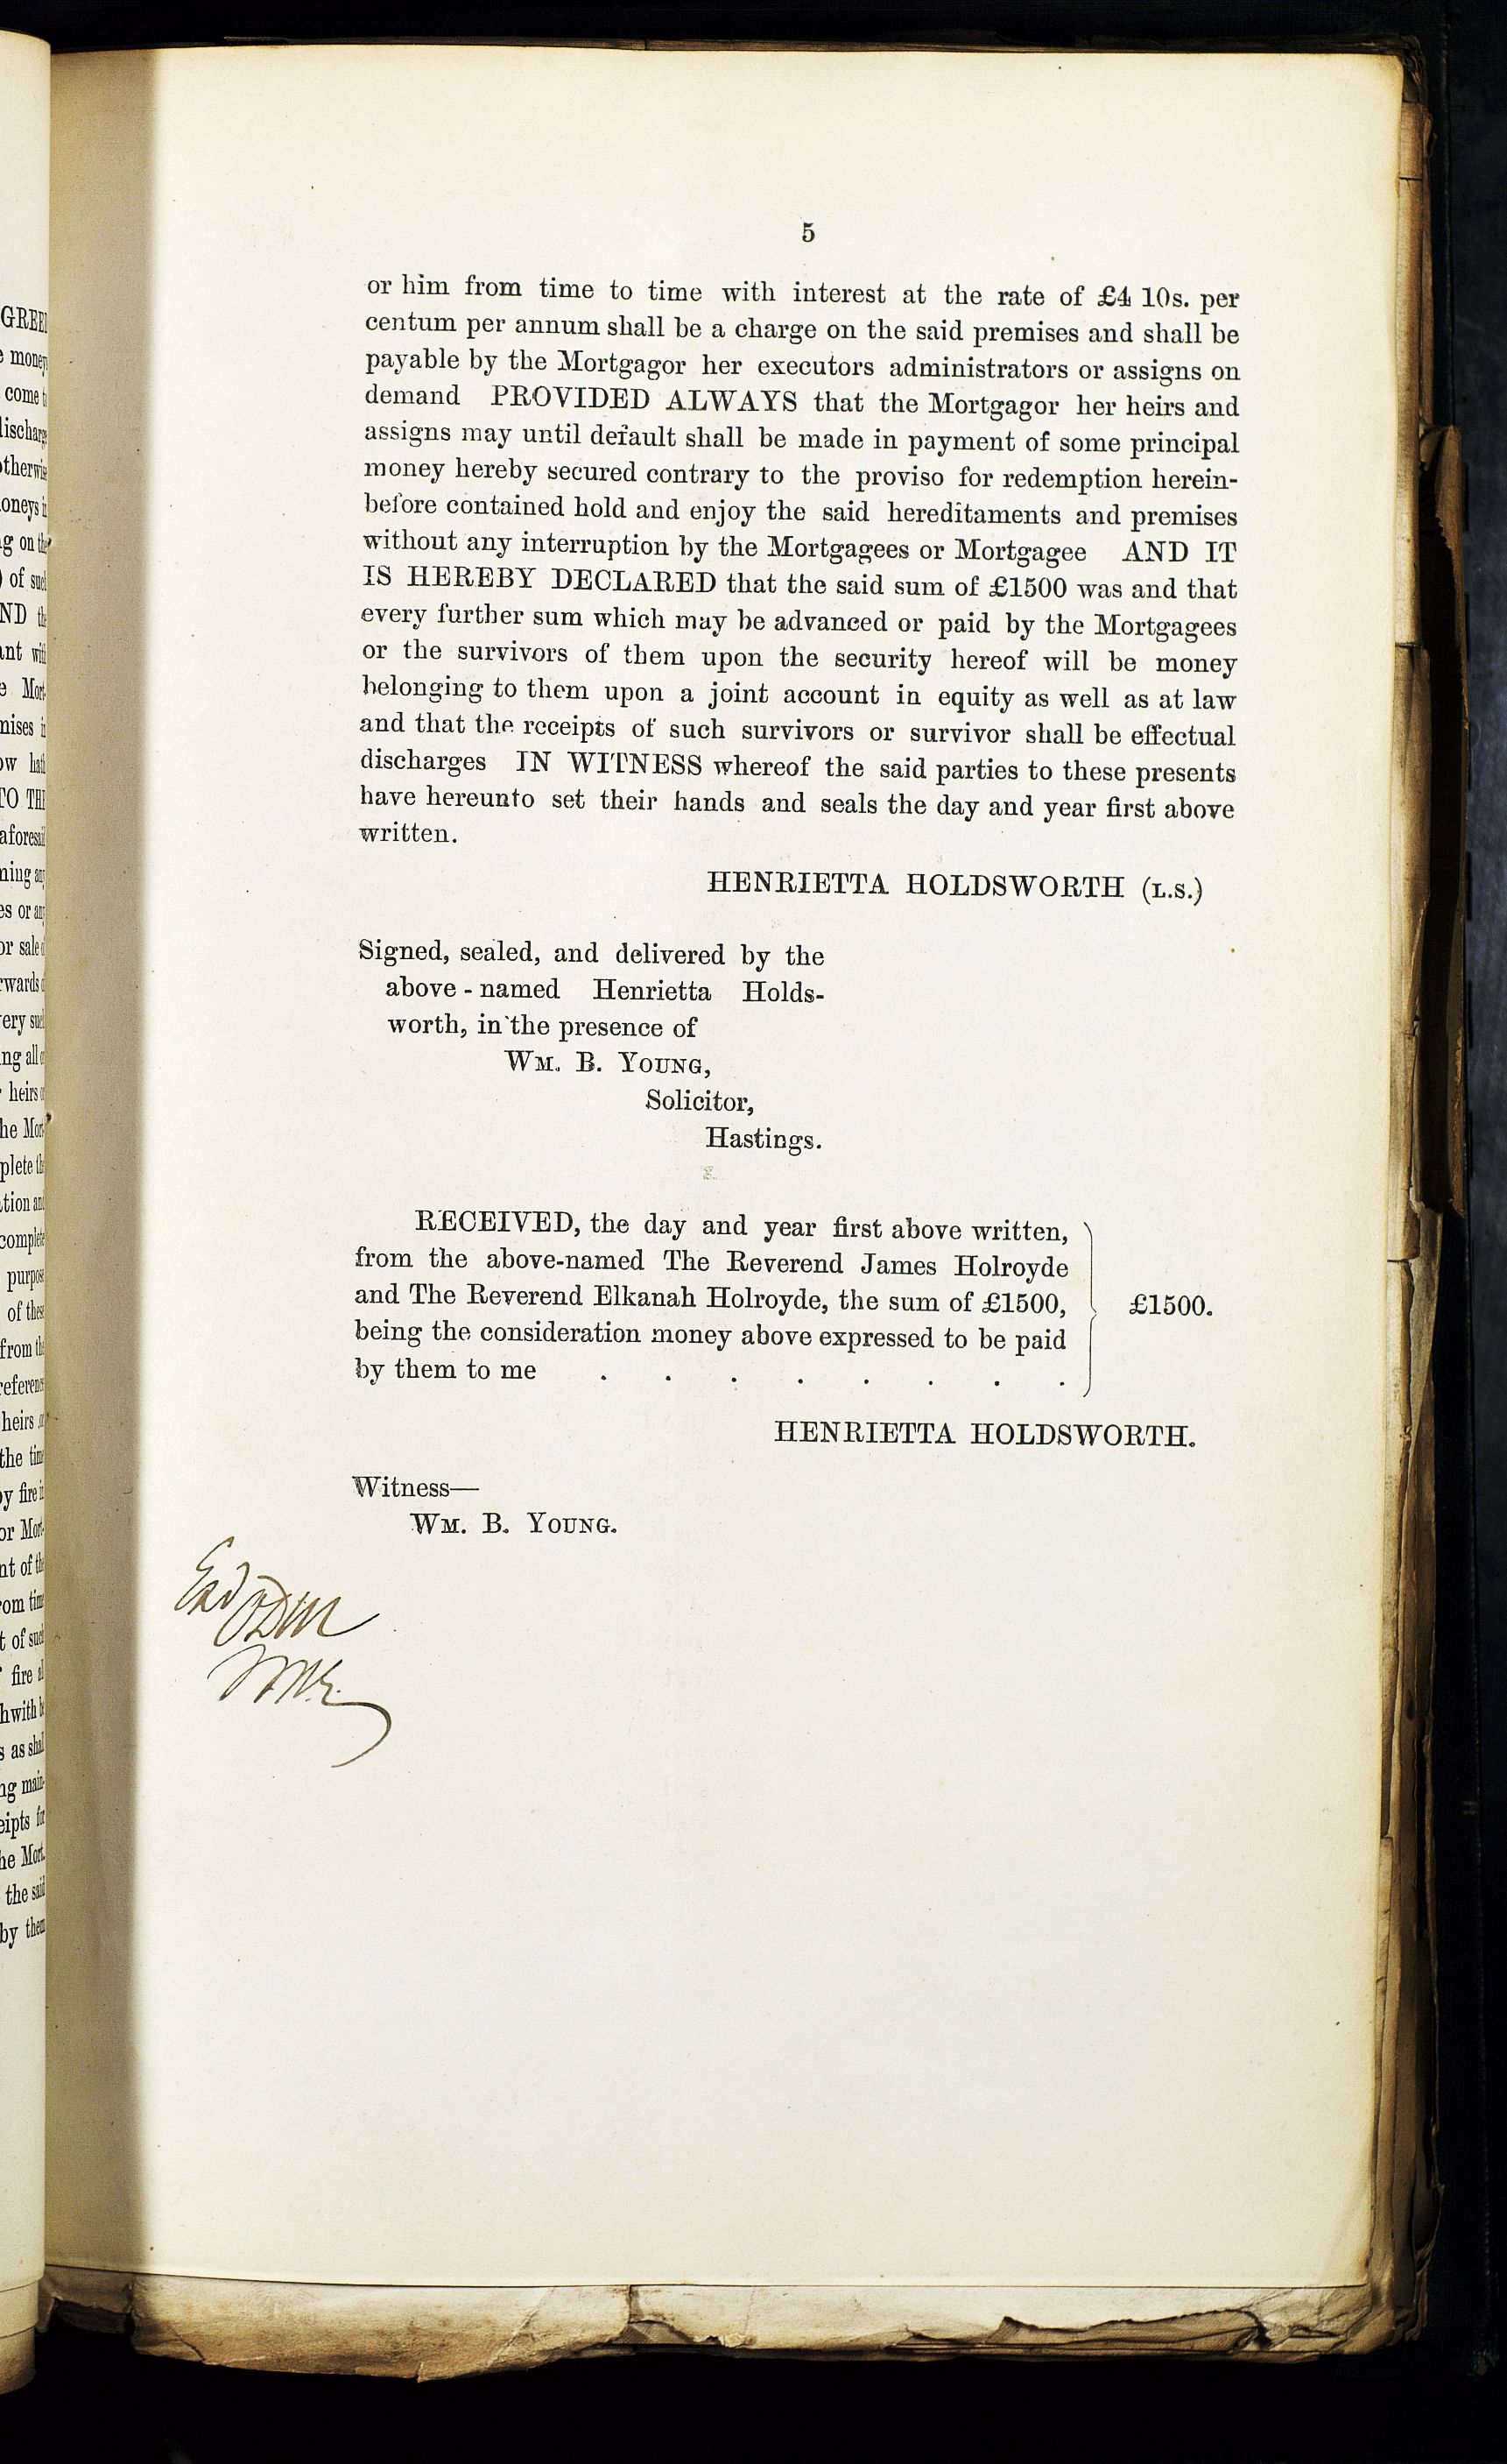 5
or him from time to time with interest at the rate of £4 10s. per
centum per annum shall be a charge on the said premises and shall be
payable by the Mortgagor her executors administrators or assigns on
demand PROVIDED ALWAYS that the Mortgagor her heirs and
assigns may until default shall be made in payment of some principal
money hereby secured contrary to the proviso for redemption herein-
before contained hold and enjoy the said hereditaments and premises
without any interruption by the Mortgagees or Mortgagee AND IT
IS HEREBY DECLARED that the said sum of £1500 was and that
every further sum which may be advanced or paid by the Mortgagees
or the survivors of them upon the security hereof will be money
belonging to them upon a joint account in equity as well as at law
and that the receipts of such survivors or survivor shall be effectual
discharges IN WITNESS whereof the said parties to these presents
have hereunto set their hands and seals the day and year first above
written.
HENRIETTA HOLDSWORTH (L.S.)
Signed, sealed, and delivered by the
above-named Henrietta Holds-
worth, in the presence of
WM. B. YOUNG,
Solicitor,
Hastings.
RECEIVED, the day and year first above written,
from the above-named The Reverend James Holroyde
and The Reverend Elkanah Holroyde, the sum of £1500, £1500.
being the consideration money above expressed to be paid
by them to me . . . . . . . .
HENRIETTA HOLDSWORTH.
Witness—
WM. B. YOUNG.